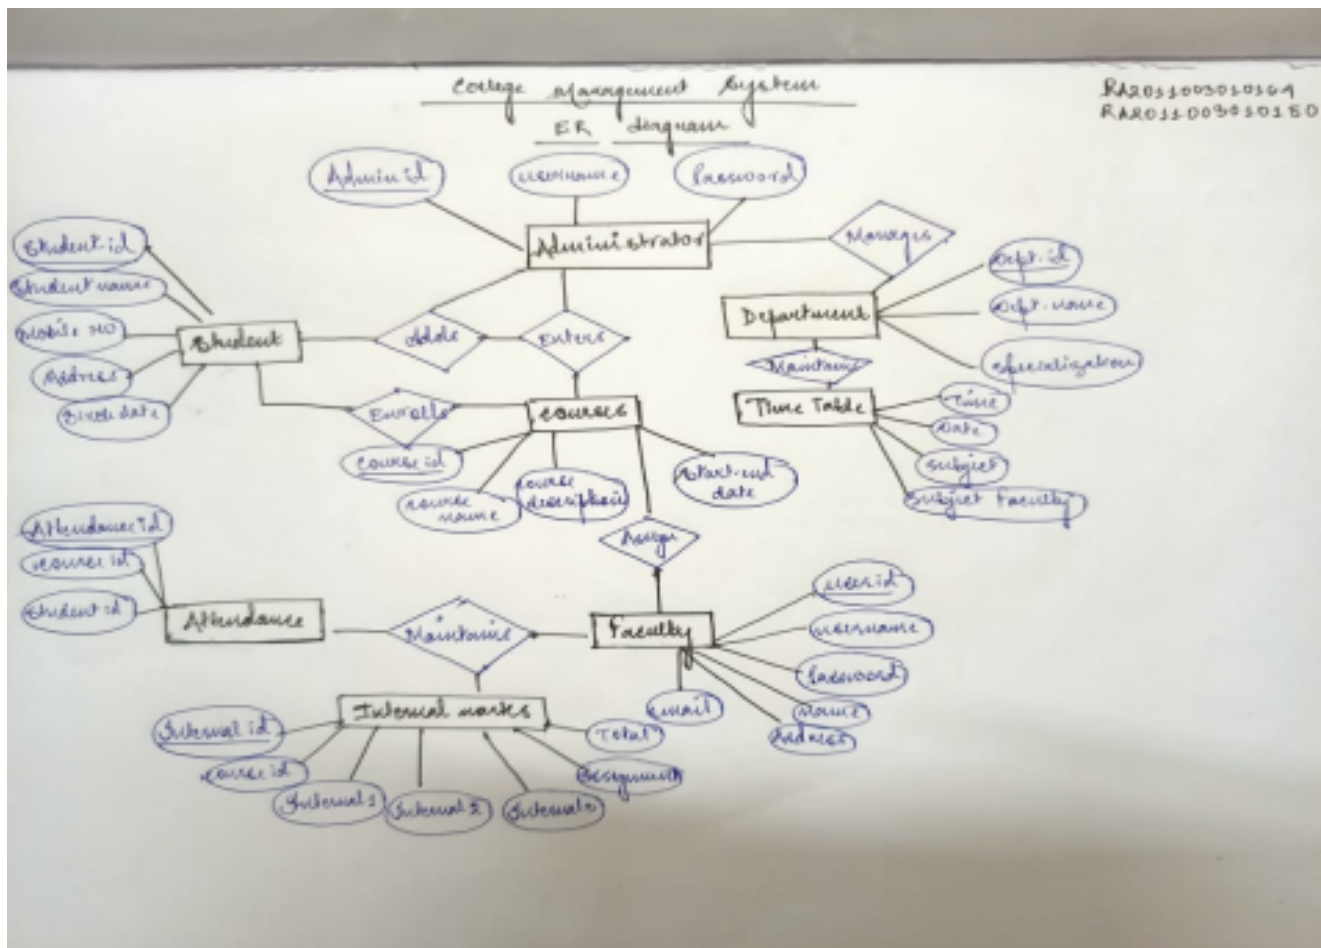 College Management System
ER diagram
RA2011003010164
RA2011003010180
Admin id
username
Password
Administrator
Manages
Student id
Student name
Mobile no
Address
Birth date
Student
Adds
Enters
Department
Dept. id
Dept. name
Specialization
Maintains
Time Table
Time
Date
Subject
Subject Faculty
Enrolls
courses
course id
course name
course description
Start-end date
Assign
Attendance id
course id
Student id
Attendance
Maintains
Faculty
user id
username
Password
Name
Address
email
Internal marks
Internal id
course id
Internal 1
Internal 2
Total